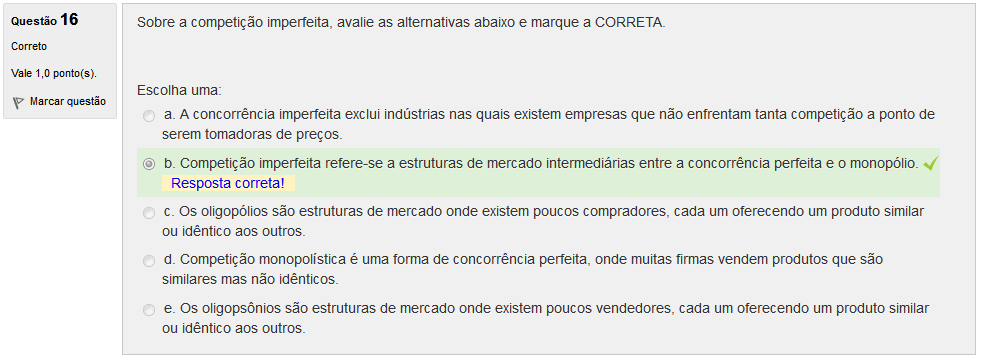 Questão 16
Correto
Vale 1,0 ponto(s).
Marcar questão
Sobre a competição imperfeita, avalie as alternativas abaixo e marque a CORRETA.
Escolha uma:
a. A concorrência imperfeita exclui indústrias nas quais existem empresas que não enfrentam tanta competição a ponto de
serem tomadoras de preços.
b. Competição imperfeita refere-se a estruturas de mercado intermediárias entre a concorrência perfeita e o monopólio.
Resposta correta!
c. Os oligopólios são estruturas de mercado onde existem poucos compradores, cada um oferecendo um produto similar
ou idêntico aos outros.
d. Competição monopolística é uma forma de concorrência perfeita, onde muitas firmas vendem produtos que são
similares mas não idênticos.
e. Os oligopsônios são estruturas de mercado onde existem poucos vendedores, cada um oferecendo um produto similar
ou idêntico aos outros.